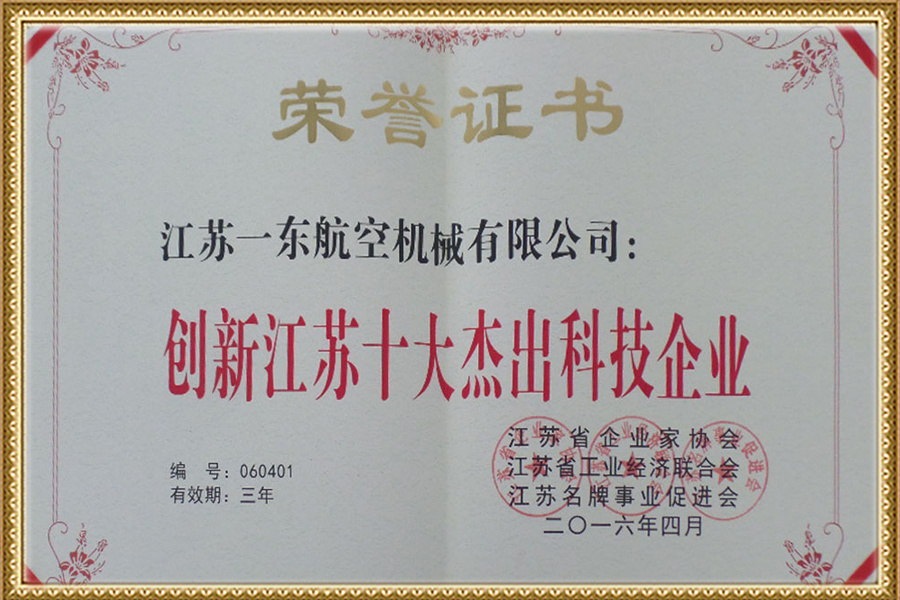 荣誉证书
江苏一东航空机械有限公司：
创新江苏十大杰出科技企业
江苏省企业家协会
编 号：060401
江苏省工业经济联合会
有效期：三年
江苏名牌事业促进会
二〇一六年四月